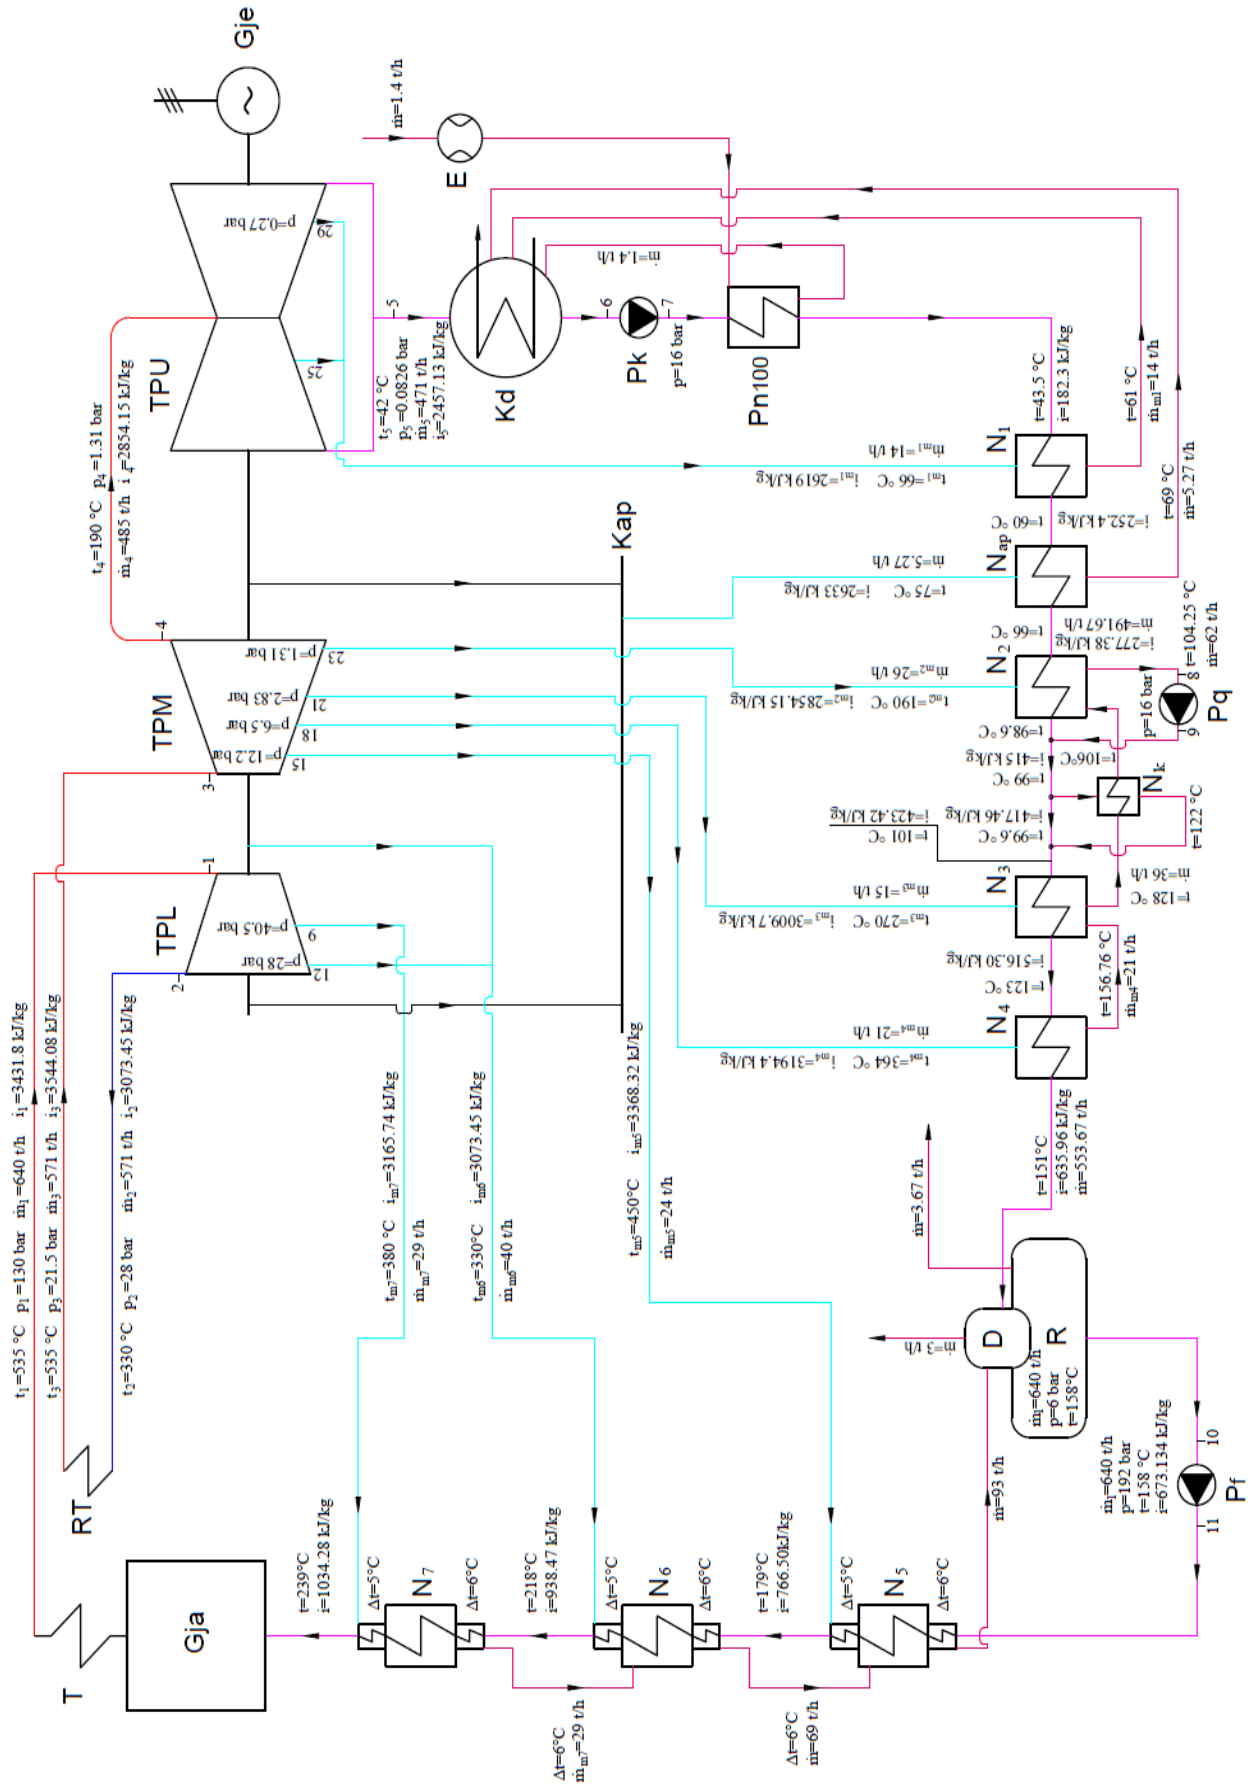 t₁=535 °C p₁=130 bar ṁ₁=640 t/h i₁=3431.8 kJ/kg
t₃=535 °C p₃=21.5 bar ṁ₃=571 t/h i₃=3544.08 kJ/kg
t₂=330 °C p₂=28 bar ṁ₂=571 t/h i₂=3073.45 kJ/kg
T
RT
Gja
TPL
1
2
p=40.5 bar
9
p=28 bar
12
TPM
3
4
p=1.31 bar
23
p=2.83 bar
21
p=6.5 bar
18
p=12.2 bar
15
t₄=190 °C p₄=1.31 bar
ṁ₄=485 t/h i₄=2854.15 kJ/kg
TPU
25
p=0.27 bar
29
Gje
~
t₅=42 °C
p₅=0.0826 bar
ṁ₅=471 t/h
i₅=2457.13 kJ/kg
5
Kd
E
ṁ=1.4 t/h
ṁ=1.4 t/h
6
Pk
7
p=16 bar
Pn100
Kap
t=43.5 °C
i=182.3 kJ/kg
N₁
ṁₘ₁=14 t/h
tₘ₁=66 °C iₘ₁=2619 kJ/kg
t=61 °C
ṁₘ₁=14 t/h
t=60 °C
i=252.4 kJ/kg
Nap
ṁ=5.27 t/h
t=75 °C i=2633 kJ/kg
t=69 °C
ṁ=5.27 t/h
t=66 °C
i=277.38 kJ/kg
ṁ=491.67 t/h
N₂
ṁₘ₂=26 t/h
tₘ₂=190 °C iₘ₂=2854.15 kJ/kg
t=104.25 °C
ṁ=62 t/h
8
Pq
p=16 bar
9
t=98.6 °C
i=415 kJ/kg
t=106°C
t=99 °C
Nk
i=417.46 kJ/kg
t=99.6 °C
t=122 °C
t=101 °C i=423.42 kJ/kg
N₃
ṁₘ₃=15 t/h
tₘ₃=270 °C iₘ₃=3009.7 kJ/kg
t=128 °C
ṁ=36 t/h
i=516.30 kJ/kg
t=123 °C
t=156.76 °C
ṁₘ₄=21 t/h
N₄
ṁₘ₄=21 t/h
tₘ₄=364 °C iₘ₄=3194.4 kJ/kg
t=151°C
i=635.96 kJ/kg
ṁ=553.67 t/h
tₘ₇=380 °C iₘ₇=3165.74 kJ/kg
ṁₘ₇=29 t/h
tₘ₆=330°C iₘ₆=3073.45 kJ/kg
ṁₘ₆=40 t/h
tₘ₅=450°C iₘ₅=3368.32 kJ/kg
ṁₘ₅=24 t/h
ṁ=3.67 t/h
ṁ=3 t/h
D
R
ṁ₁=640 t/h
p=6 bar
t=158°C
ṁ=93 t/h
ṁ₁=640 t/h
p=192 bar
t=158 °C
i=673.134 kJ/kg
10
Pf
11
t=239°C
i=1034.28 kJ/kg
Δt=5°C
N₇
Δt=6°C
t=218°C
i=938.47 kJ/kg
Δt=5°C
N₆
Δt=6°C
t=179°C
i=766.50kJ/kg
Δt=5°C
N₅
Δt=6°C
Δt=6°C
ṁₘ₇=29 t/h
Δt=6°C
ṁ=69 t/h